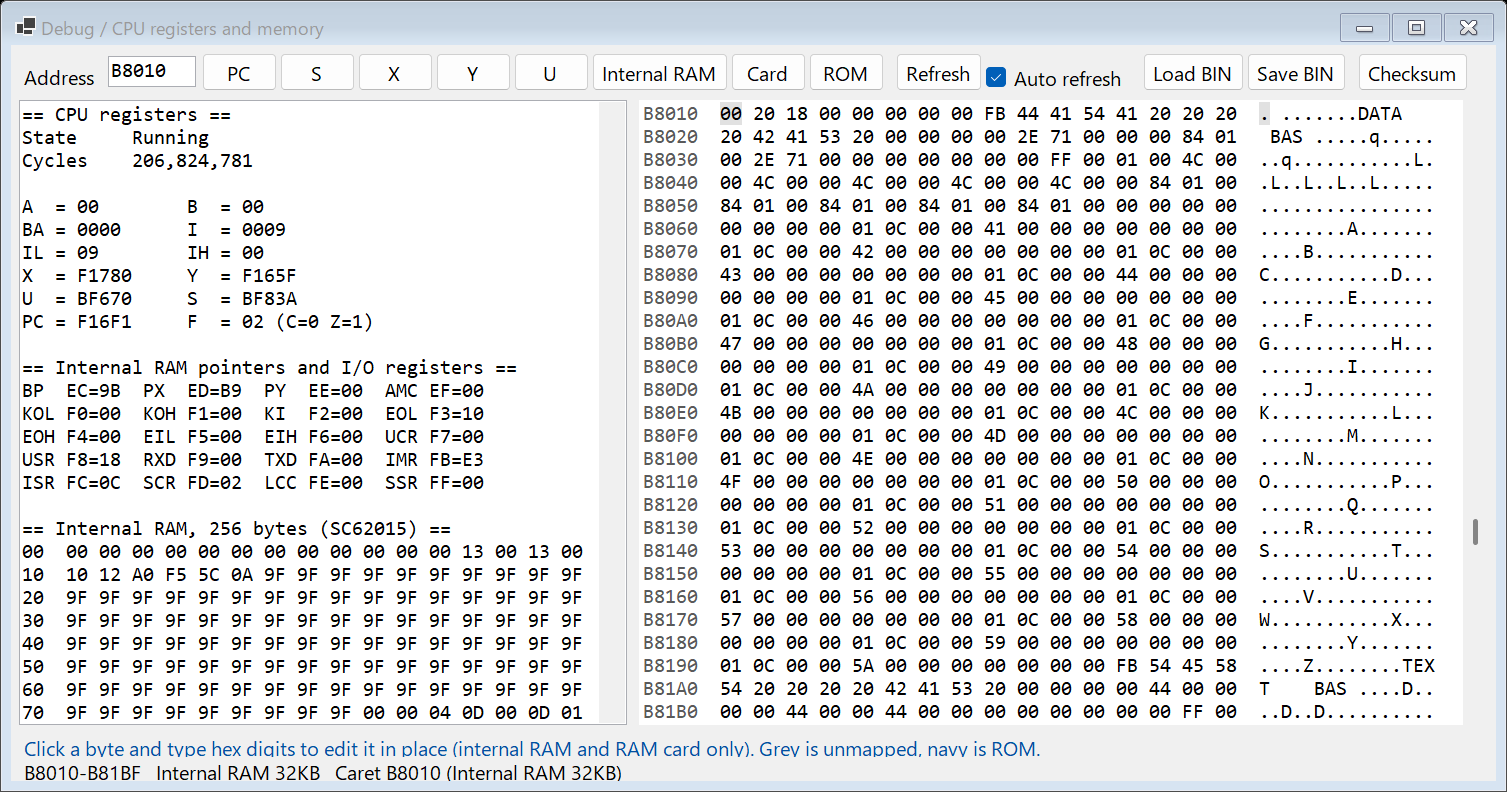 Debug / CPU registers and memory
Address B8010 PC S X Y U Internal RAM Card ROM Refresh Auto refresh Load BIN Save BIN Checksum
== CPU registers ==
State Running
Cycles 206,824,781
A = 00 B = 00
BA = 0000 I = 0009
IL = 09 IH = 00
X = F1780 Y = F165F
U = BF670 S = BF83A
PC = F16F1 F = 02 (C=0 Z=1)
== Internal RAM pointers and I/O registers ==
BP EC=9B PX ED=B9 PY EE=00 AMC EF=00
KOL F0=00 KOH F1=00 KI F2=00 EOL F3=10
EOH F4=00 EIL F5=00 EIH F6=00 UCR F7=00
USR F8=18 RXD F9=00 TXD FA=00 IMR FB=E3
ISR FC=0C SCR FD=02 LCC FE=00 SSR FF=00
== Internal RAM, 256 bytes (SC62015) ==
00 00 00 00 00 00 00 00 00 00 00 00 00 13 00 13 00
10 10 12 A0 F5 5C 0A 9F 9F 9F 9F 9F 9F 9F 9F 9F 9F
20 9F 9F 9F 9F 9F 9F 9F 9F 9F 9F 9F 9F 9F 9F 9F 9F
30 9F 9F 9F 9F 9F 9F 9F 9F 9F 9F 9F 9F 9F 9F 9F 9F
40 9F 9F 9F 9F 9F 9F 9F 9F 9F 9F 9F 9F 9F 9F 9F 9F
50 9F 9F 9F 9F 9F 9F 9F 9F 9F 9F 9F 9F 9F 9F 9F 9F
60 9F 9F 9F 9F 9F 9F 9F 9F 9F 9F 9F 9F 9F 9F 9F 9F
70 9F 9F 9F 9F 9F 9F 9F 9F 9F 00 00 04 0D 00 0D 01
B8010 00 20 18 00 00 00 00 00 FB 44 41 54 41 20 20 20 . .......DATA
B8020 20 42 41 53 20 00 00 00 00 2E 71 00 00 00 84 01 BAS .....q.....
B8030 00 2E 71 00 00 00 00 00 00 00 FF 00 01 00 4C 00 ..q...........L.
B8040 00 4C 00 00 4C 00 00 4C 00 00 4C 00 00 84 01 00 .L..L..L..L.....
B8050 84 01 00 84 01 00 84 01 00 84 01 00 00 00 00 00 ................
B8060 00 00 00 00 01 0C 00 00 41 00 00 00 00 00 00 00 ........A.......
B8070 01 0C 00 00 42 00 00 00 00 00 00 00 01 0C 00 00 ....B...........
B8080 43 00 00 00 00 00 00 00 01 0C 00 00 44 00 00 00 C...........D...
B8090 00 00 00 00 01 0C 00 00 45 00 00 00 00 00 00 00 ........E.......
B80A0 01 0C 00 00 46 00 00 00 00 00 00 00 01 0C 00 00 ....F...........
B80B0 47 00 00 00 00 00 00 00 01 0C 00 00 48 00 00 00 G...........H...
B80C0 00 00 00 00 01 0C 00 00 49 00 00 00 00 00 00 00 ........I.......
B80D0 01 0C 00 00 4A 00 00 00 00 00 00 00 01 0C 00 00 ....J...........
B80E0 4B 00 00 00 00 00 00 00 01 0C 00 00 4C 00 00 00 K...........L...
B80F0 00 00 00 00 01 0C 00 00 4D 00 00 00 00 00 00 00 ........M.......
B8100 01 0C 00 00 4E 00 00 00 00 00 00 00 01 0C 00 00 ....N...........
B8110 4F 00 00 00 00 00 00 00 01 0C 00 00 50 00 00 00 O...........P...
B8120 00 00 00 00 01 0C 00 00 51 00 00 00 00 00 00 00 ........Q.......
B8130 01 0C 00 00 52 00 00 00 00 00 00 00 01 0C 00 00 ....R...........
B8140 53 00 00 00 00 00 00 00 01 0C 00 00 54 00 00 00 S...........T...
B8150 00 00 00 00 01 0C 00 00 55 00 00 00 00 00 00 00 ........U.......
B8160 01 0C 00 00 56 00 00 00 00 00 00 00 01 0C 00 00 ....V...........
B8170 57 00 00 00 00 00 00 00 01 0C 00 00 58 00 00 00 W...........X...
B8180 00 00 00 00 01 0C 00 00 59 00 00 00 00 00 00 00 ........Y.......
B8190 01 0C 00 00 5A 00 00 00 00 00 00 00 FB 54 45 58 ....Z........TEX
B81A0 54 20 20 20 20 42 41 53 20 00 00 00 00 44 00 00 T    BAS ....D..
B81B0 00 00 44 00 00 44 00 00 00 00 00 00 00 00 FF 00 ..D..D..........
Click a byte and type hex digits to edit it in place (internal RAM and RAM card only). Grey is unmapped, navy is ROM.
B8010-B81BF Internal RAM 32KB Caret B8010 (Internal RAM 32KB)